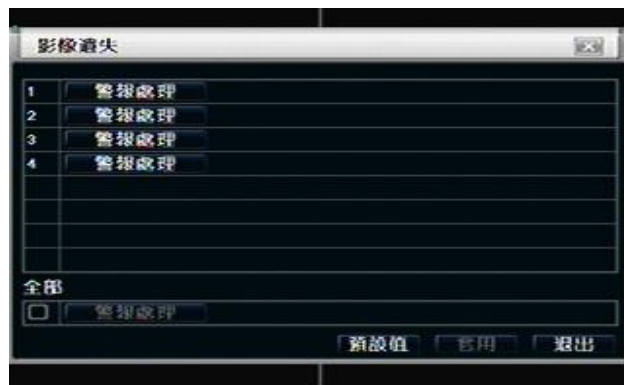 影像遺失
1 警報處理
2 警報處理
3 警報處理
4 警報處理
全部
警報處理
預設值 套用 退出